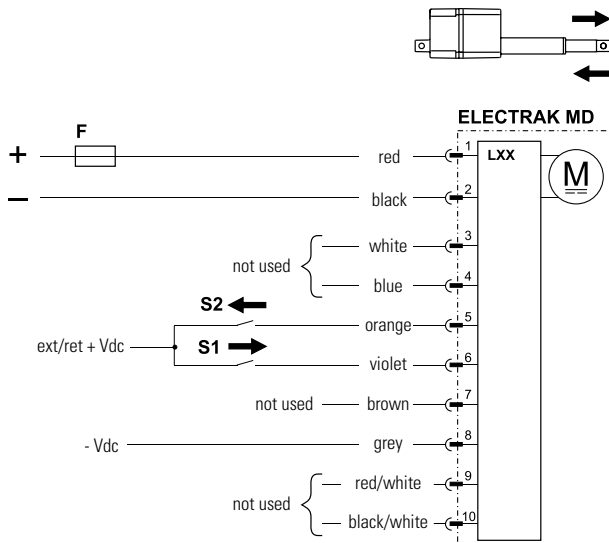 ELECTRAK MD
F
+ red 1 LXX M
– black 2
white 3
not used
blue 4
S2
orange 5
ext/ret + Vdc
S1
violet 6
not used brown 7
- Vdc grey 8
red/white 9
not used
black/white 10